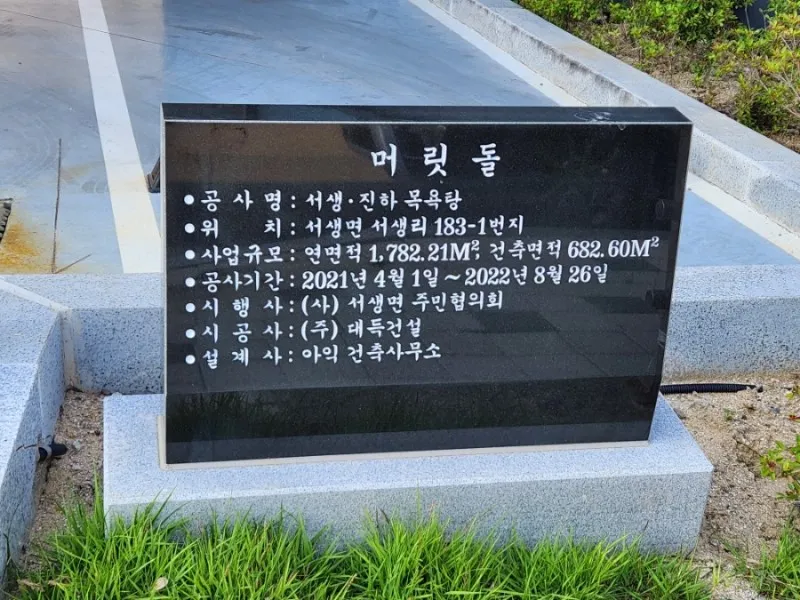 머릿돌
• 공사명 : 서생·진하 목욕탕
• 위치 : 서생면 서생리 183-1번지
• 사업규모 : 연면적 1,782.21M², 건축면적 682.60M²
• 공사기간 : 2021년 4월 1일 ~ 2022년 8월 26일
• 시행사 : (사) 서생면 주민협의회
• 시공사 : (주) 대득건설
• 설계사 : 아익 건축사무소